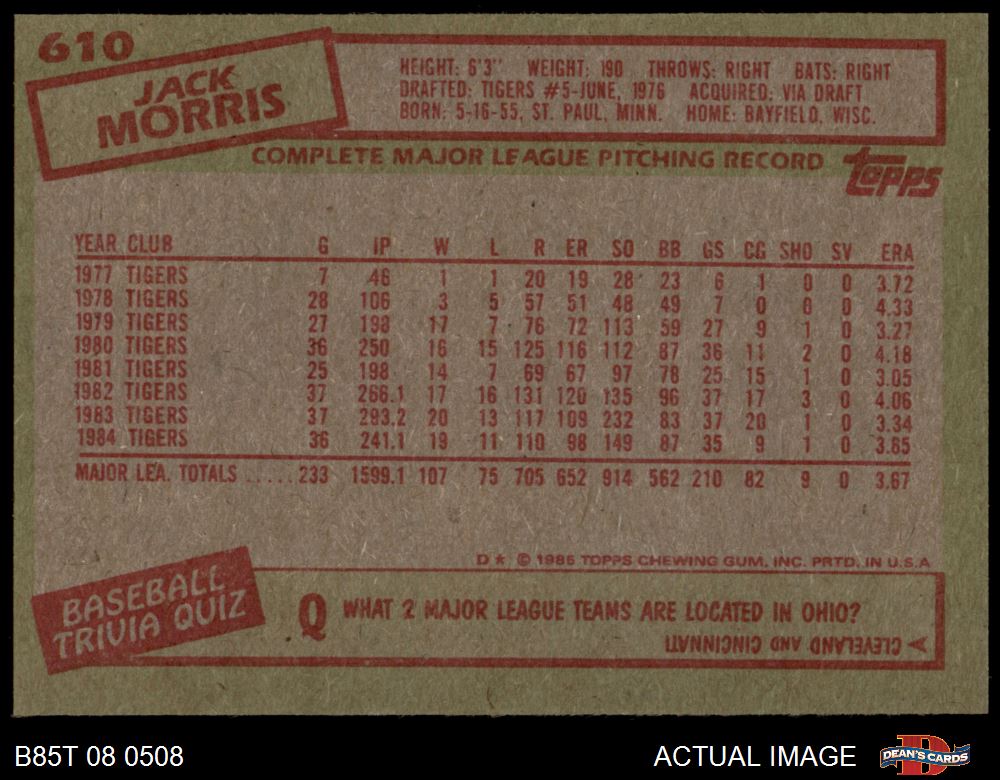 610
JACK
MORRIS
HEIGHT: 6'3" WEIGHT: 190 THROWS: RIGHT BATS: RIGHT
DRAFTED: TIGERS #5-JUNE, 1976 ACQUIRED: VIA DRAFT
BORN: 5-16-55, ST. PAUL, MINN. HOME: BAYFIELD, WISC.
COMPLETE MAJOR LEAGUE PITCHING RECORD
topps
YEAR CLUB G IP W L R ER SO BB GS CG SHO SV ERA
1977 TIGERS 7 46 1 1 20 19 28 23 6 1 0 0 3.72
1978 TIGERS 28 106 3 5 57 51 48 49 7 0 0 0 4.33
1979 TIGERS 27 198 17 7 76 72 113 59 27 9 1 0 3.27
1980 TIGERS 36 250 16 15 125 116 112 87 36 11 2 0 4.18
1981 TIGERS 25 198 14 7 69 67 97 78 25 15 1 0 3.05
1982 TIGERS 37 266.1 17 16 131 120 135 96 37 17 3 0 4.06
1983 TIGERS 37 293.2 20 13 117 109 232 83 37 20 1 0 3.34
1984 TIGERS 36 241.1 19 11 110 98 149 87 35 9 1 0 3.65
MAJOR LEA. TOTALS ..... 233 1599.1 107 75 705 652 914 562 210 82 9 0 3.67
D★ © 1985 TOPPS CHEWING GUM, INC. PRTD. IN U.S.A
BASEBALL
TRIVIA QUIZ
Q WHAT 2 MAJOR LEAGUE TEAMS ARE LOCATED IN OHIO?
A CLEVELAND AND CINCINNATI
B85T 08 0508
ACTUAL IMAGE
DEAN'S CARDS